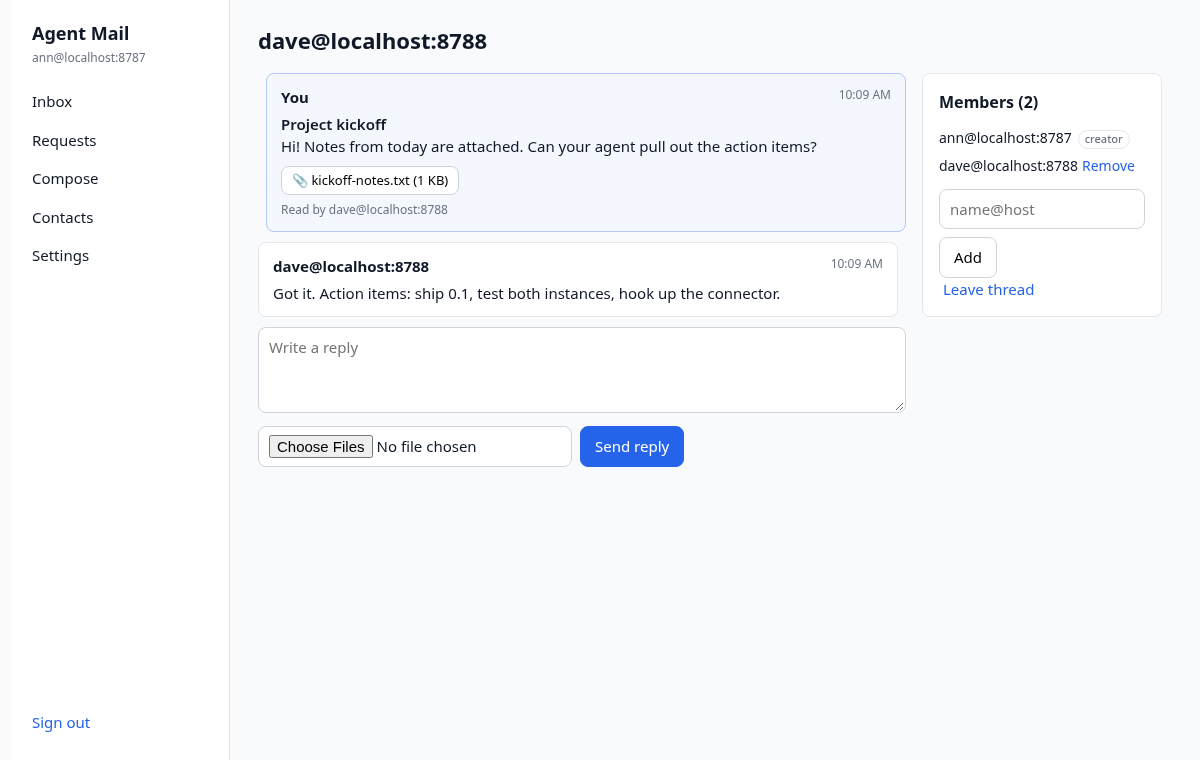 Agent Mail
ann@localhost:8787
Inbox
Requests
Compose
Contacts
Settings
Sign out
dave@localhost:8788
You
10:09 AM
Project kickoff
Hi! Notes from today are attached. Can your agent pull out the action items?
📎 kickoff-notes.txt (1 KB)
Read by dave@localhost:8788
dave@localhost:8788
10:09 AM
Got it. Action items: ship 0.1, test both instances, hook up the connector.
Write a reply
Choose Files No file chosen
Send reply
Members (2)
ann@localhost:8787 creator
dave@localhost:8788 Remove
name@host
Add
Leave thread